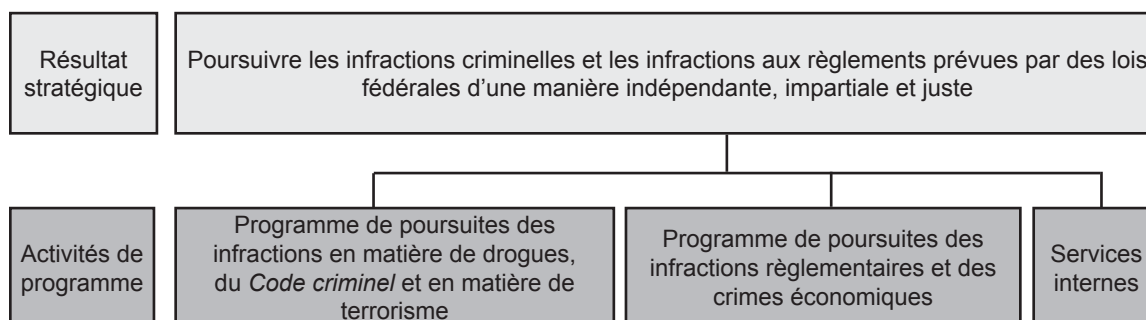 Résultat
stratégique
Poursuivre les infractions criminelles et les infractions aux règlements prévues par des lois
fédérales d’une manière indépendante, impartiale et juste
Activités de
programme
Programme de poursuites des
infractions en matière de drogues,
du Code criminel et en matière de
terrorisme
Programme de poursuites des
infractions règlementaires et des
crimes économiques
Services
internes